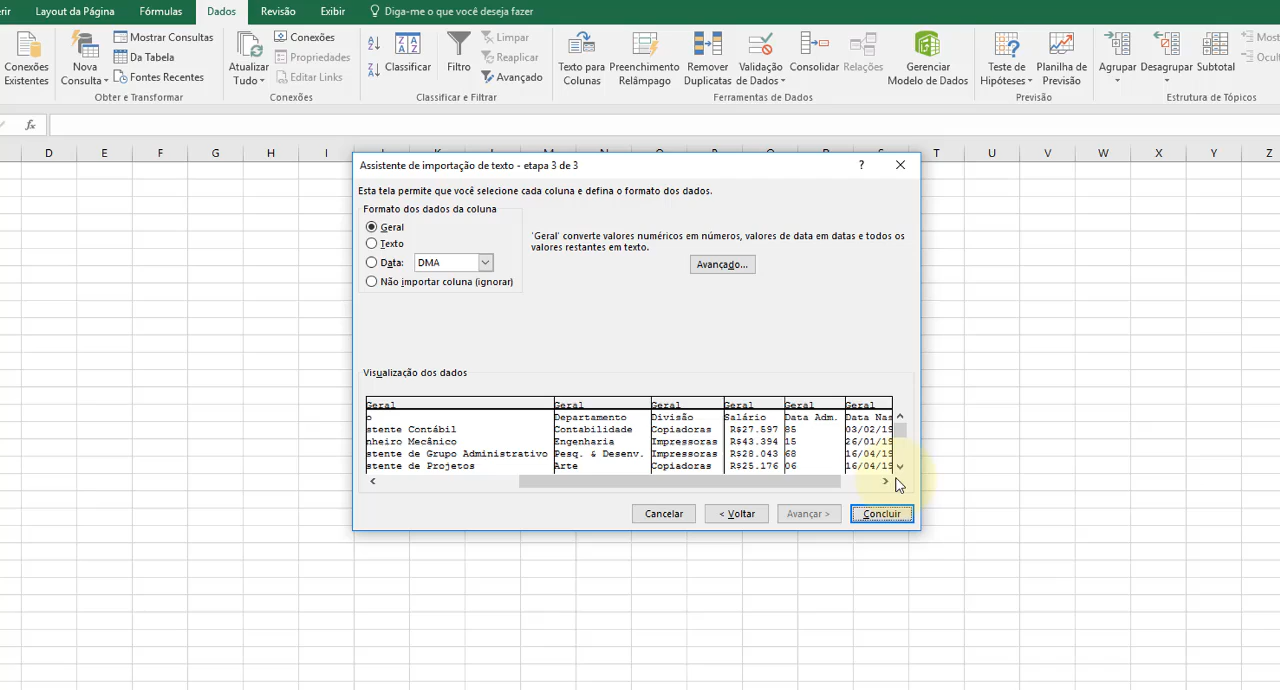 erir Layout da Página Fórmulas Dados Revisão Exibir Diga-me o que você deseja fazer
Conexões Existentes
Nova Consulta
Mostrar Consultas
Da Tabela
Fontes Recentes
Obter e Transformar
Atualizar Tudo
Conexões
Propriedades
Editar Links
Conexões
Classificar
Filtro
Limpar
Reaplicar
Avançado
Classificar e Filtrar
Texto para Colunas
Preenchimento Relâmpago
Remover Duplicatas
Validação de Dados
Consolidar
Relações
Gerenciar Modelo de Dados
Ferramentas de Dados
Teste de Hipóteses
Planilha de Previsão
Previsão
Agrupar
Desagrupar
Subtotal
Most
Ocult
Estrutura de Tópicos
fx
D E F G H I J K L M N O P Q R S T U V W X Y Z
Assistente de importação de texto - etapa 3 de 3 ?
Esta tela permite que você selecione cada coluna e defina o formato dos dados.
Formato dos dados da coluna
Geral
Texto
Data: DMA
Não importar coluna (ignorar)
'Geral' converte valores numéricos em números, valores de data em datas e todos os
valores restantes em texto.
Avançado...
Visualização dos dados
Geral Geral Geral Geral Geral Geral
o Departamento Divisão Salário Data Adm. Data Nas
stente Contábil Contabilidade Copiadoras R$27.597 85 03/02/19
nheiro Mecânico Engenharia Impressoras R$43.394 15 26/01/19
stente de Grupo Administrativo Pesq. & Desenv. Impressoras R$28.043 68 16/04/19
stente de Projetos Arte Copiadoras R$25.176 06 16/04/19
Cancelar < Voltar Avançar > Concluir